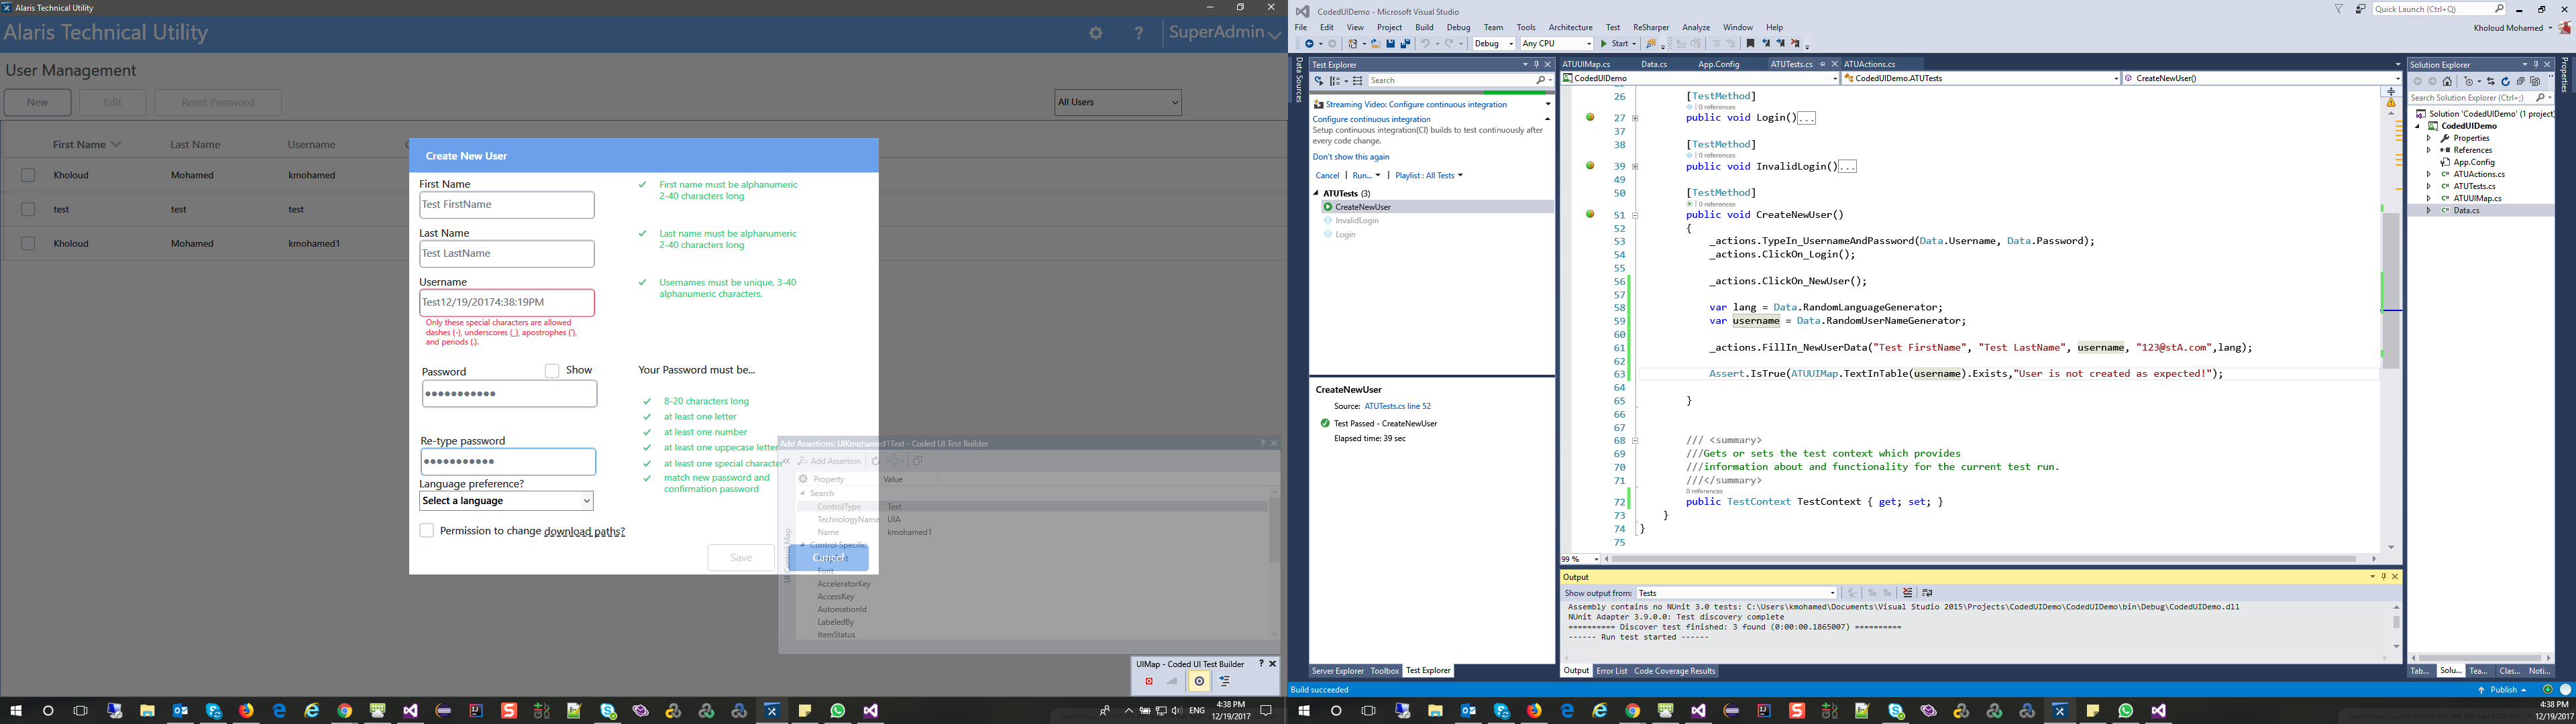 Alaris Technical Utility
Alaris Technical Utility
? SuperAdmin
User Management
New Edit Reset Password
All Users
First Name Last Name Username
Kholoud Mohamed kmohamed
test test test
Kholoud Mohamed kmohamed1
Create New User
First Name
Test FirstName
First name must be alphanumeric
2-40 characters long
Last Name
Test LastName
Last name must be alphanumeric
2-40 characters long
Username
Test12/19/20174:38:19PM
Usernames must be unique, 3-40
alphanumeric characters.
Only these special characters are allowed
dashes (-), underscores (_), apostrophes ('),
and periods (.).
Password
Show
Your Password must be...
8-20 characters long
at least one letter
at least one number
at least one uppecase letter
at least one special character
match new password and
confirmation password
Re-type password
Language preference?
Select a language
Permission to change download paths?
Save
Cancel
Add Assertions: UIKmohamed1Text - Coded UI Test Builder
Add Assertion
Property Value
Search
ControlType Text
TechnologyName UIA
Name kmohamed1
Control Specific
Font
AcceleratorKey
AccessKey
AutomationId
LabeledBy
ItemStatus
UI Control Map
UIMap - Coded UI Test Builder ?
ENG
4:38 PM
12/19/2017
CodedUIDemo - Microsoft Visual Studio
Quick Launch (Ctrl+Q)
File Edit View Project Build Debug Team Tools Architecture Test ReSharper Analyze Window Help
Kholoud Mohamed
Debug Any CPU Start
Data Sources
Test Explorer
Search
Streaming Video: Configure continuous integration
Configure continuous integration
Setup continuous integration(CI) builds to test continuously after
every code change.
Don't show this again
Cancel | Run... | Playlist : All Tests
ATUTests (3)
CreateNewUser
InvalidLogin
Login
CreateNewUser
Source: ATUTests.cs line 52
Test Passed - CreateNewUser
Elapsed time: 39 sec
Server Explorer Toolbox Test Explorer
ATUUIMap.cs Data.cs App.Config ATUTests.cs ATUActions.cs
CodedUIDemo CodedUIDemo.ATUTests CreateNewUser()
26 [TestMethod]
| 0 references
27 public void Login()...
37
38 [TestMethod]
| 0 references
39 public void InvalidLogin()...
49
50 [TestMethod]
| 0 references
51 public void CreateNewUser()
52 {
53 _actions.TypeIn_UsernameAndPassword(Data.Username, Data.Password);
54 _actions.ClickOn_Login();
55
56 _actions.ClickOn_NewUser();
57
58 var lang = Data.RandomLanguageGenerator;
59 var username = Data.RandomUserNameGenerator;
60
61 _actions.FillIn_NewUserData("Test FirstName", "Test LastName", username, "123@stA.com",lang);
62
63 Assert.IsTrue(ATUUIMap.TextInTable(username).Exists,"User is not created as expected!");
64
65 }
66
67
68 /// <summary>
69 ///Gets or sets the test context which provides
70 ///information about and functionality for the current test run.
71 ///</summary>
0 references
72 public TestContext TestContext { get; set; }
73 }
74 }
75
99 %
Output
Show output from: Tests
Assembly contains no NUnit 3.0 tests: C:\Users\kmohamed\Documents\Visual Studio 2015\Projects\CodedUIDemo\CodedUIDemo\bin\Debug\CodedUIDemo.dll
NUnit Adapter 3.9.0.0: Test discovery complete
========== Discover test finished: 3 found (0:00:00.1865007) ==========
------ Run test started ------
Output Error List Code Coverage Results
Solution Explorer
Search Solution Explorer (Ctrl+;)
Solution 'CodedUIDemo' (1 project)
CodedUIDemo
Properties
References
App.Config
ATUActions.cs
ATUTests.cs
ATUUIMap.cs
Data.cs
Properties
Tab... Solu... Tea... Clas... Noti...
Build succeeded
Publish
4:38 PM
12/19/2017